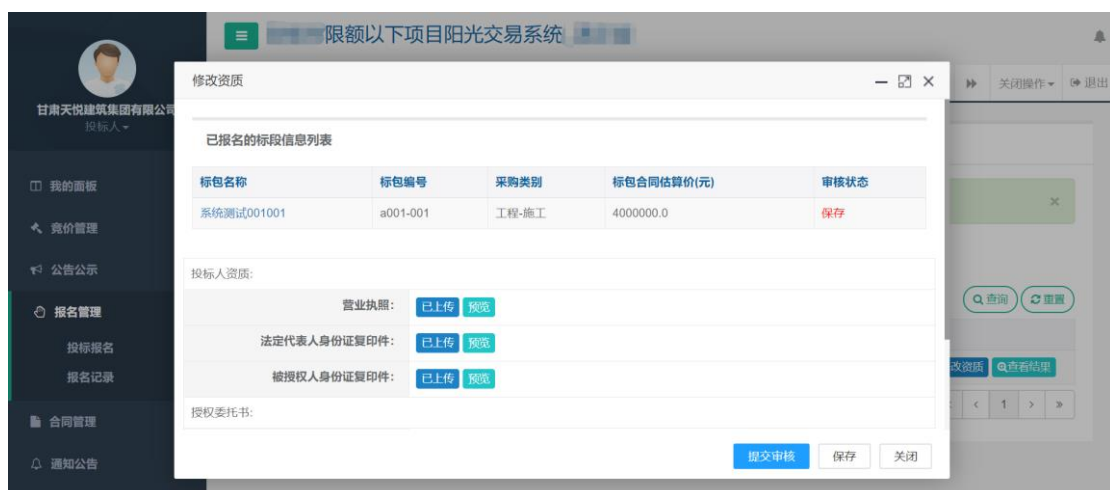 限额以下项目阳光交易系统
甘肃天悦建筑集团有限公司
投标人
关闭操作 退出
我的面板
竞价管理
公告公示
报名管理
投标报名
报名记录
合同管理
通知公告
修改资质
已报名的标段信息列表
标包名称 标包编号 采购类别 标包合同估算价(元) 审核状态
系统测试001001 a001-001 工程-施工 4000000.0 保存
投标人资质:
营业执照: 已上传 预览
法定代表人身份证复印件: 已上传 预览
被授权人身份证复印件: 已上传 预览
授权委托书:
提交审核 保存 关闭
查询 重置
改资质 查看结果
1